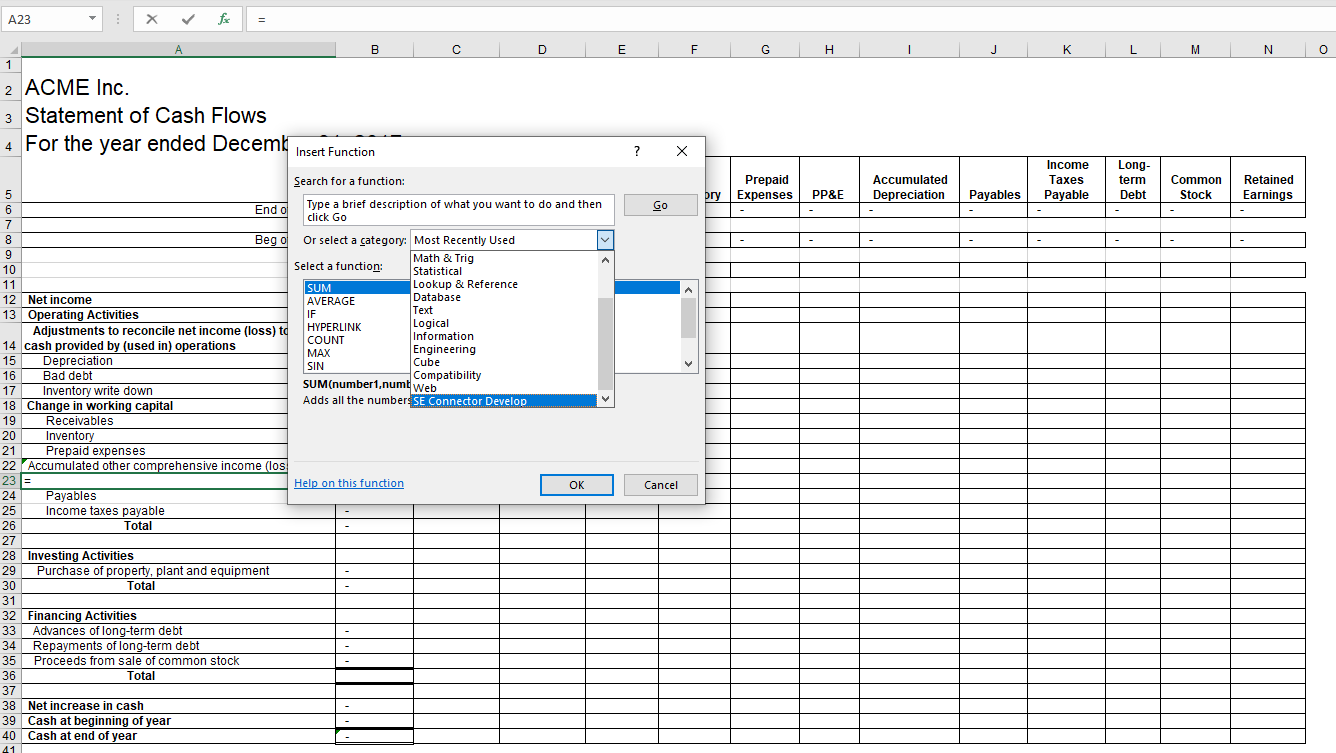 A23
fx
=
A B C D E F G H I J K L M N O
1
2 ACME Inc.
3 Statement of Cash Flows
4 For the year ended Decemb
Insert Function ? X
Search for a function:
Type a brief description of what you want to do and then
click Go
Go
Or select a category: Most Recently Used
Math & Trig
Statistical
Lookup & Reference
Database
Text
Logical
Information
Engineering
Cube
Compatibility
Web
SE Connector Develop
Select a function:
SUM
AVERAGE
IF
HYPERLINK
COUNT
MAX
SIN
SUM(number1,numb
Adds all the numbers
Help on this function
OK Cancel
5 ory Prepaid Expenses PP&E Accumulated Depreciation Payables Income Taxes Payable Long-term Debt Common Stock Retained Earnings
6 End o - - - - - - - -
7
8 Beg o - - - - - - - -
9
10
11
12 Net income
13 Operating Activities
Adjustments to reconcile net income (loss) to
14 cash provided by (used in) operations
15 Depreciation
16 Bad debt
17 Inventory write down
18 Change in working capital
19 Receivables
20 Inventory
21 Prepaid expenses
22 Accumulated other comprehensive income (los
23 =
24 Payables
25 Income taxes payable -
26 Total -
27
28 Investing Activities
29 Purchase of property, plant and equipment -
30 Total -
31
32 Financing Activities
33 Advances of long-term debt -
34 Repayments of long-term debt -
35 Proceeds from sale of common stock -
36 Total
37
38 Net increase in cash -
39 Cash at beginning of year -
40 Cash at end of year -
41